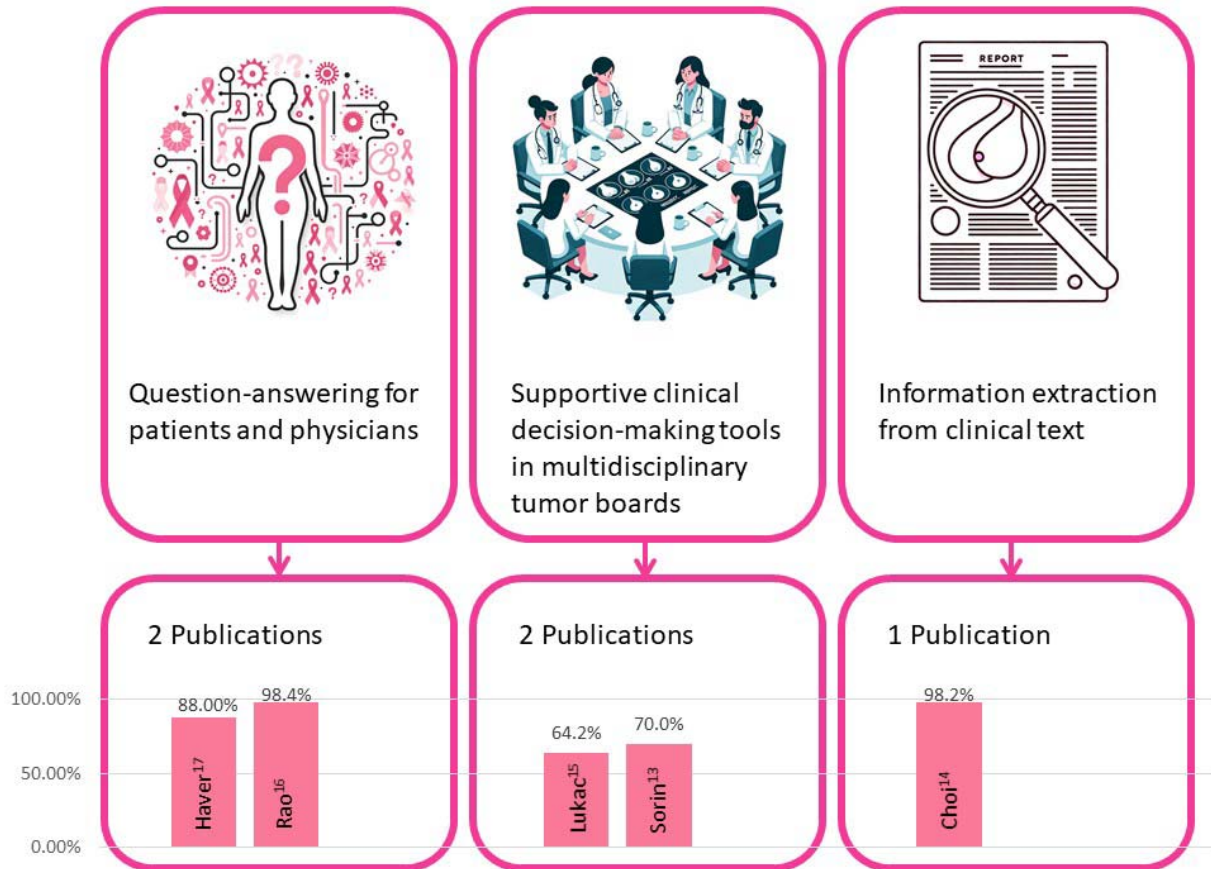 REPORT
Question-answering for
patients and physicians
Supportive clinical
decision-making tools
in multidisciplinary
tumor boards
Information extraction
from clinical text
2 Publications
2 Publications
1 Publication
100.00%
50.00%
0.00%
88.00%
98.4%
64.2%
70.0%
98.2%
Haver17
Rao16
Lukac15
Sorin13
Choi14